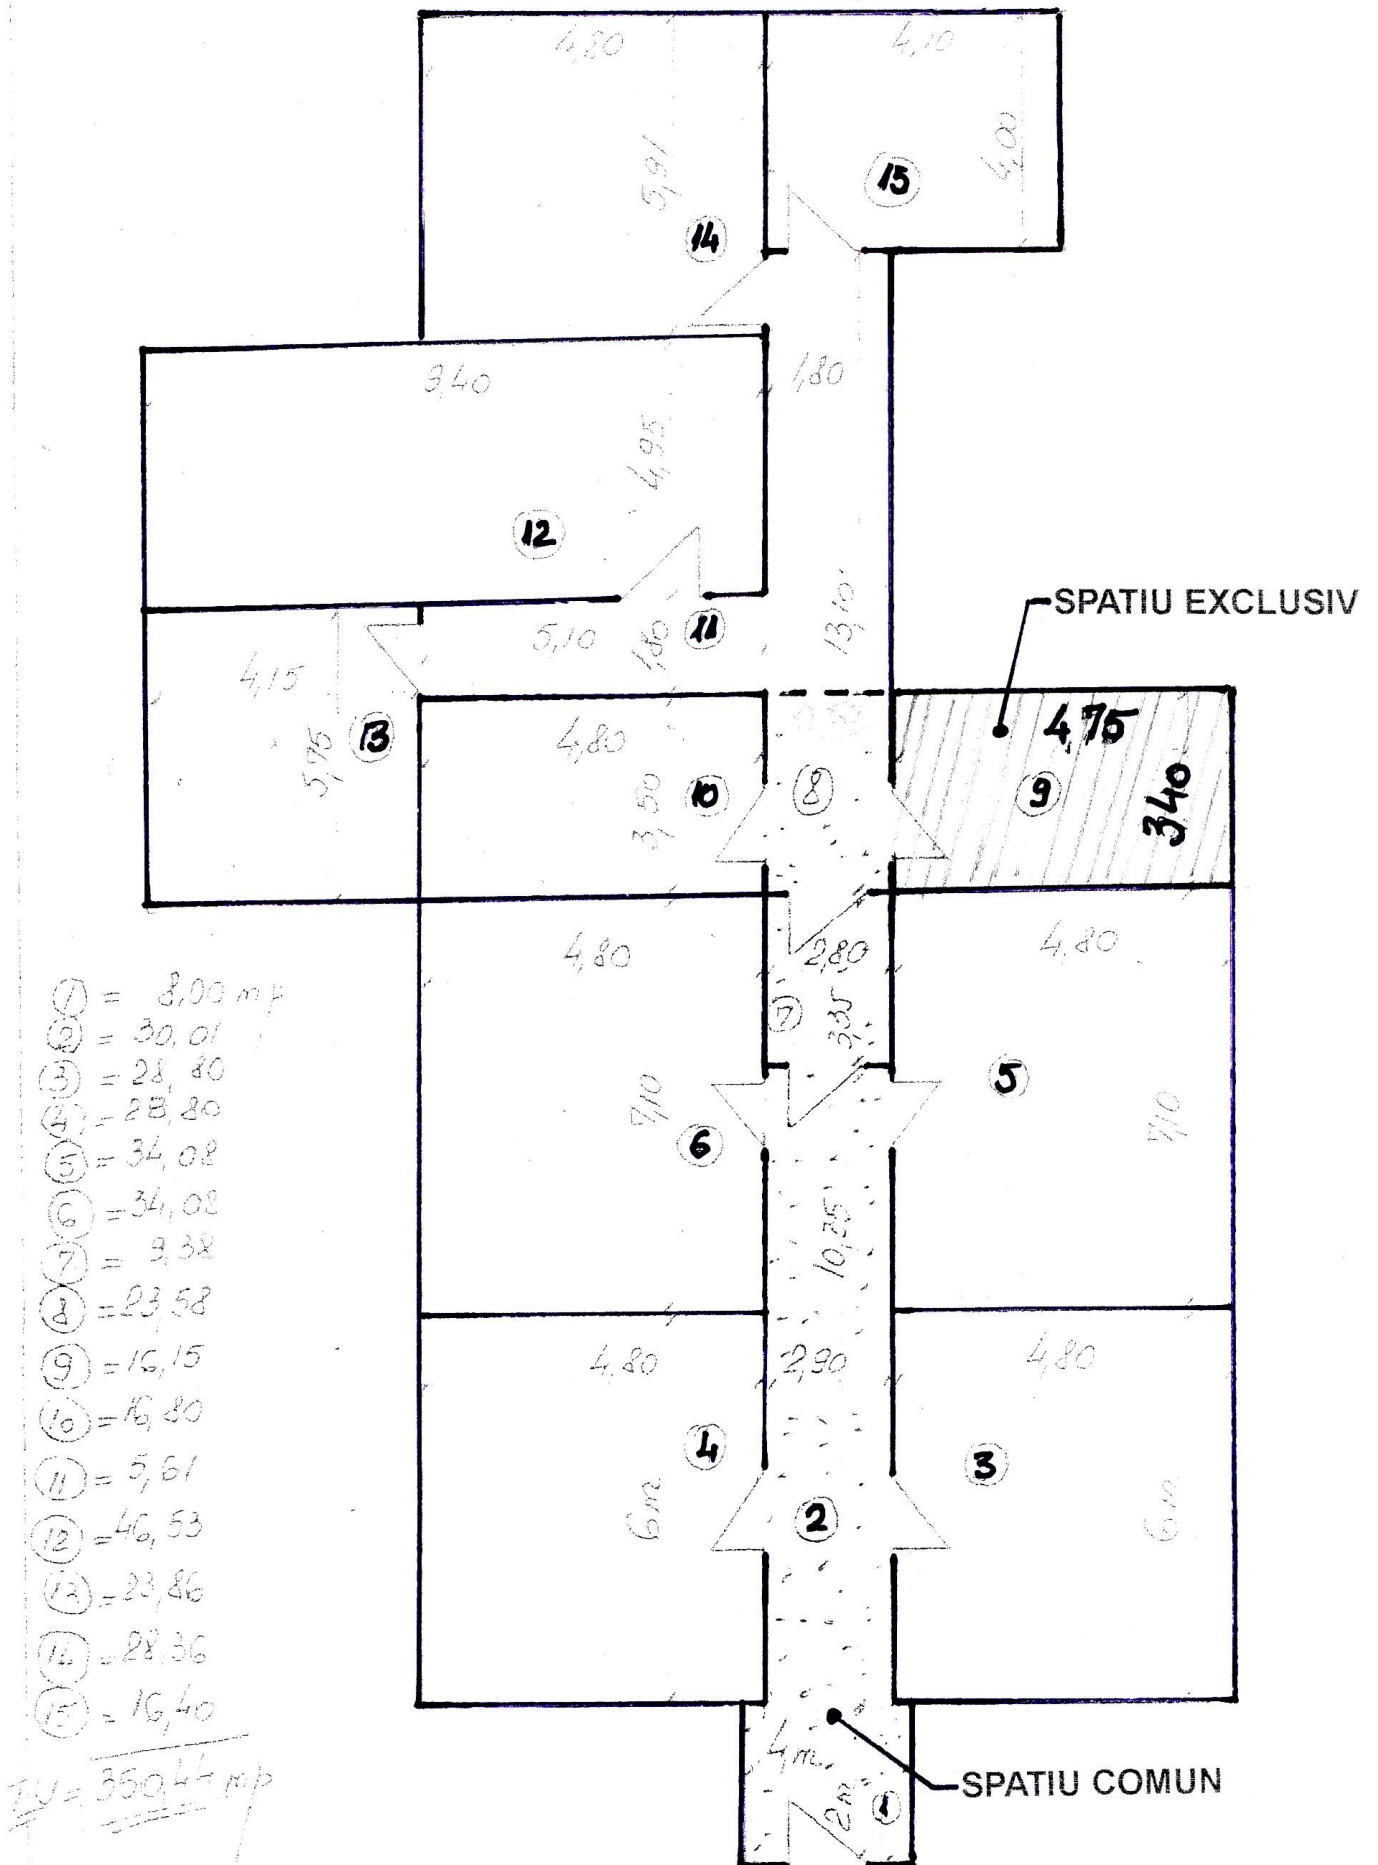 4,80
4,10
5,91
4,00
15
14
9,40
1,80
4,95
12
13,10
SPATIU EXCLUSIV
5,10
1,80
11
4,15
5,75
13
4,80
3,50
10
8
4,75
9
3,40
4,80
2,80
4,80
7
3,35
7,10
6
5
7,10
10,35
4,80
2,90
4,80
4
3
6m
2
6m
4m
SPATIU COMUN
2m
1
1 = 8,00 mp
2 = 30,01
3 = 28,80
4 = 28,80
5 = 34,08
6 = 34,08
7 = 9,38
8 = 23,58
9 = 16,15
10 = 16,80
11 = 5,61
12 = 46,53
13 = 23,86
14 = 28,36
15 = 16,40
TU = 350,44 mp